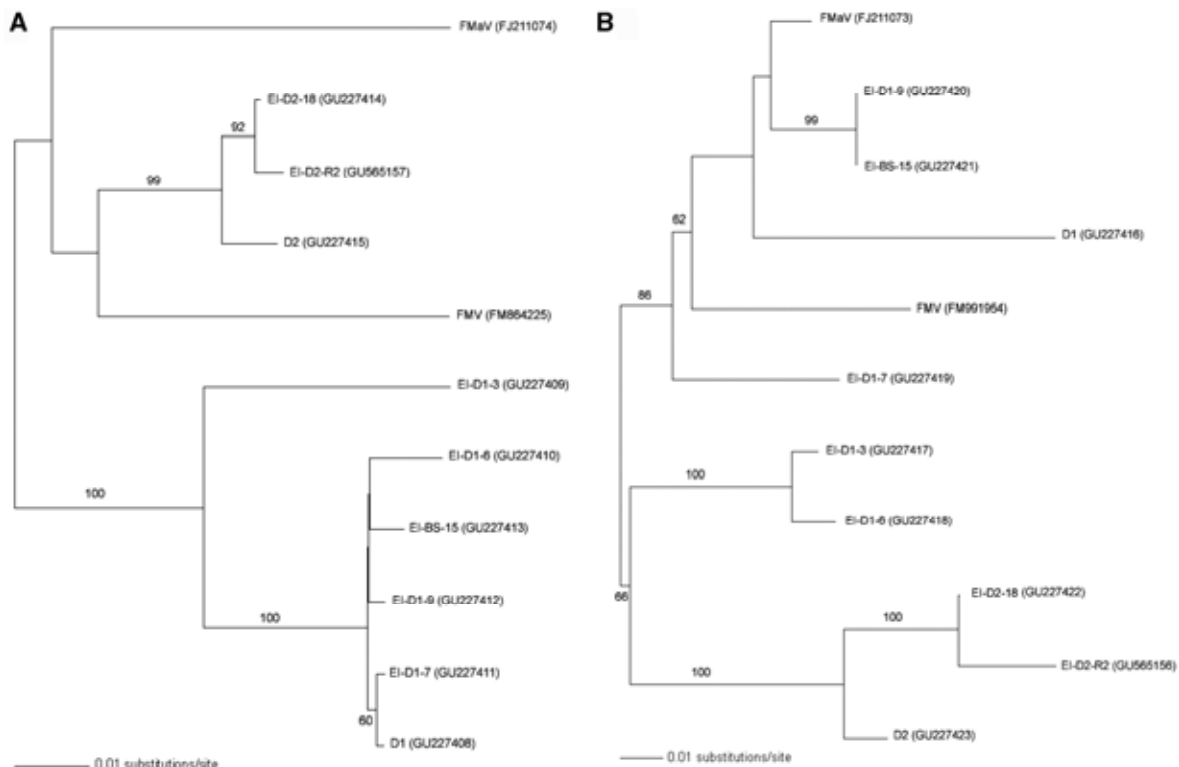 A
FMaV (FJ211074)
EI-D2-18 (GU227414)
92
EI-D2-R2 (GU565157)
99
D2 (GU227415)
FMV (FM864225)
EI-D1-3 (GU227409)
EI-D1-6 (GU227410)
100
EI-BS-15 (GU227413)
EI-D1-9 (GU227412)
100
EI-D1-7 (GU227411)
60
D1 (GU227408)
0.01 substitutions/site
B
FMaV (FJ211073)
EI-D1-9 (GU227420)
99
EI-BS-15 (GU227421)
62
D1 (GU227416)
86
FMV (FM991954)
EI-D1-7 (GU227419)
EI-D1-3 (GU227417)
100
EI-D1-6 (GU227418)
66
EI-D2-18 (GU227422)
100
EI-D2-R2 (GU565156)
100
D2 (GU227423)
0.01 substitutions/site